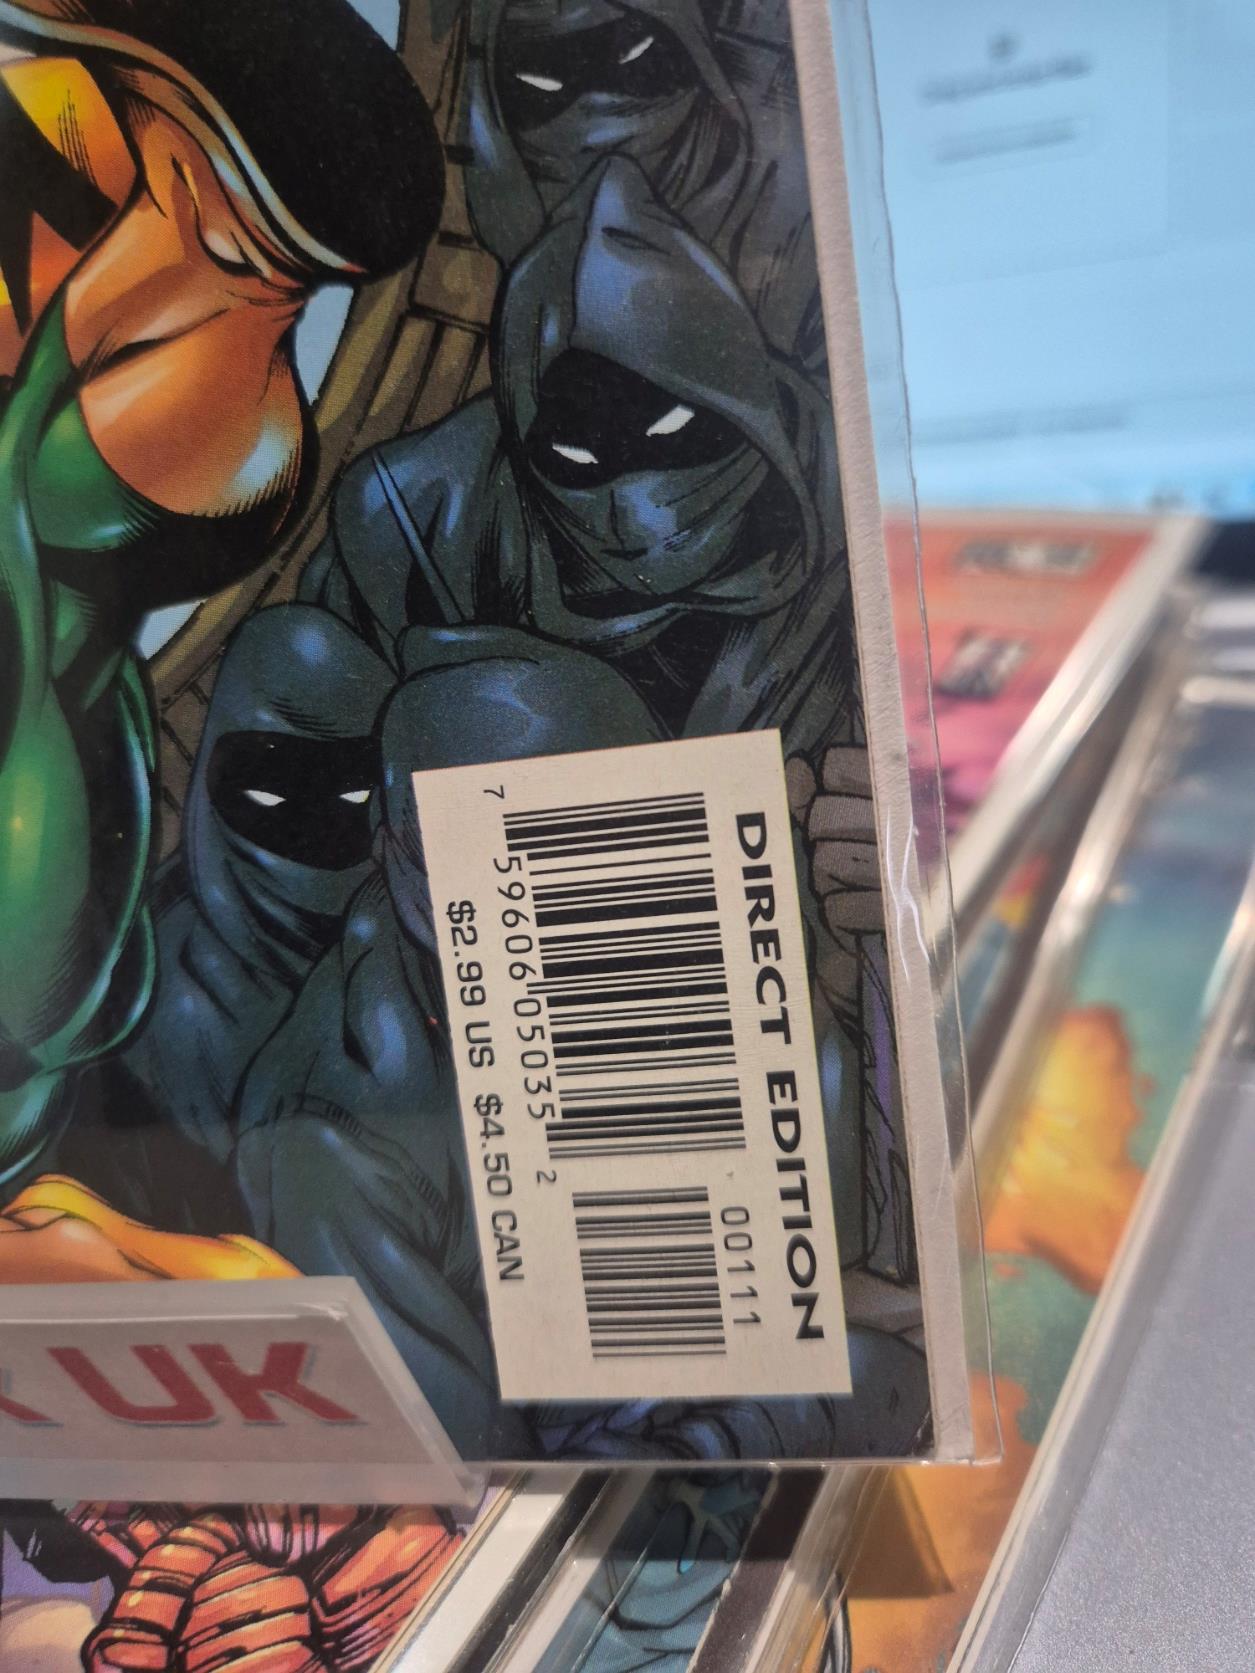 DIRECT EDITION
00111
7 59606 05035 2
$2.99 US $4.50 CAN
UK